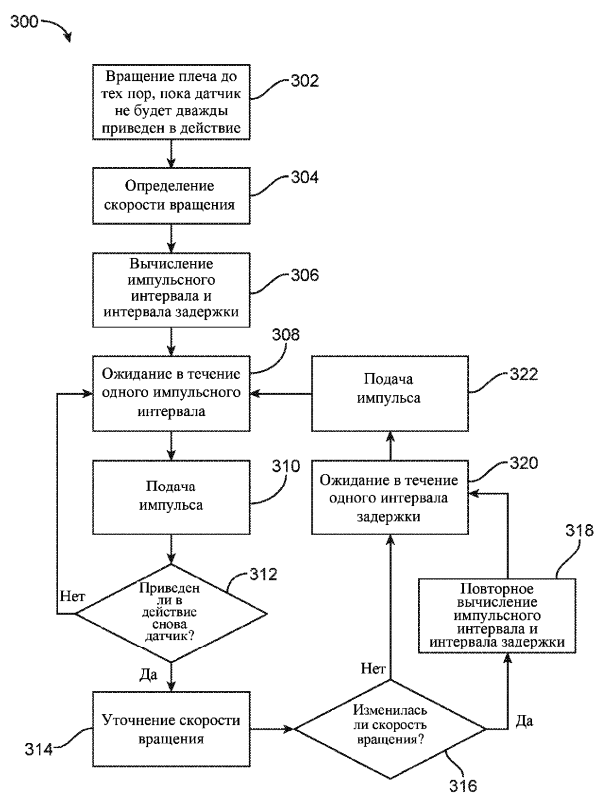 300
Вращение плеча до
тех пор, пока датчик
не будет дважды
приведен в действие
302
Определение
скорости вращения
304
Вычисление
импульсного
интервала и
интервала задержки
306
Ожидание в течение
одного импульсного
интервала
308
Подача
импульса
322
Подача
импульса
310
Ожидание в течение
одного интервала
задержки
320
Приведен
ли в
действие
снова
датчик?
312
Нет
Да
Повторное
вычисление
импульсного
интервала и
интервала задержки
318
Уточнение скорости
вращения
314
Изменилась
ли скорость
вращения?
316
Нет
Да